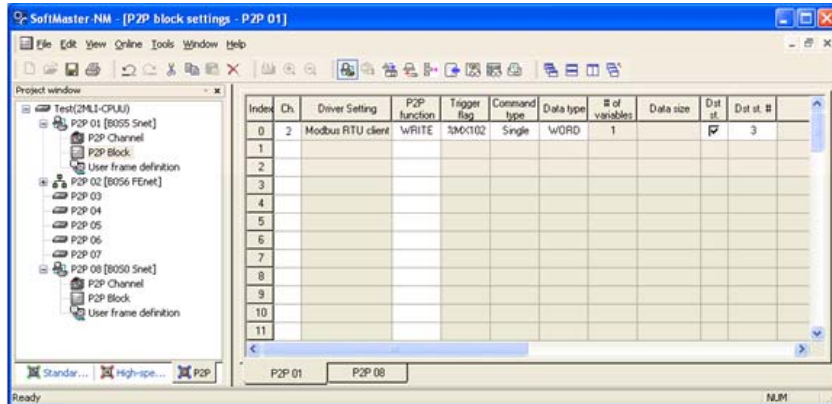 SoftMaster-NM - [P2P block settings - P2P 01]
File Edit View Online Tools Window Help
Project window
Test(2MLI-CPUU)
P2P 01 [B0S5 Snet]
P2P Channel
P2P Block
User frame definition
P2P 02 [B0S6 FEnet]
P2P 03
P2P 04
P2P 05
P2P 06
P2P 07
P2P 08 [B0S0 Snet]
P2P Channel
P2P Block
User frame definition
Standar... High-spe... P2P
Index Ch. Driver Setting P2P function Trigger flag Command type Data type # of variables Data size Dst st. Dst st. #
0 2 Modbus RTU client WRITE %MX102 Single WORD 1 3
1
2
3
4
5
6
7
8
9
10
11
P2P 01 P2P 08
Ready NUM